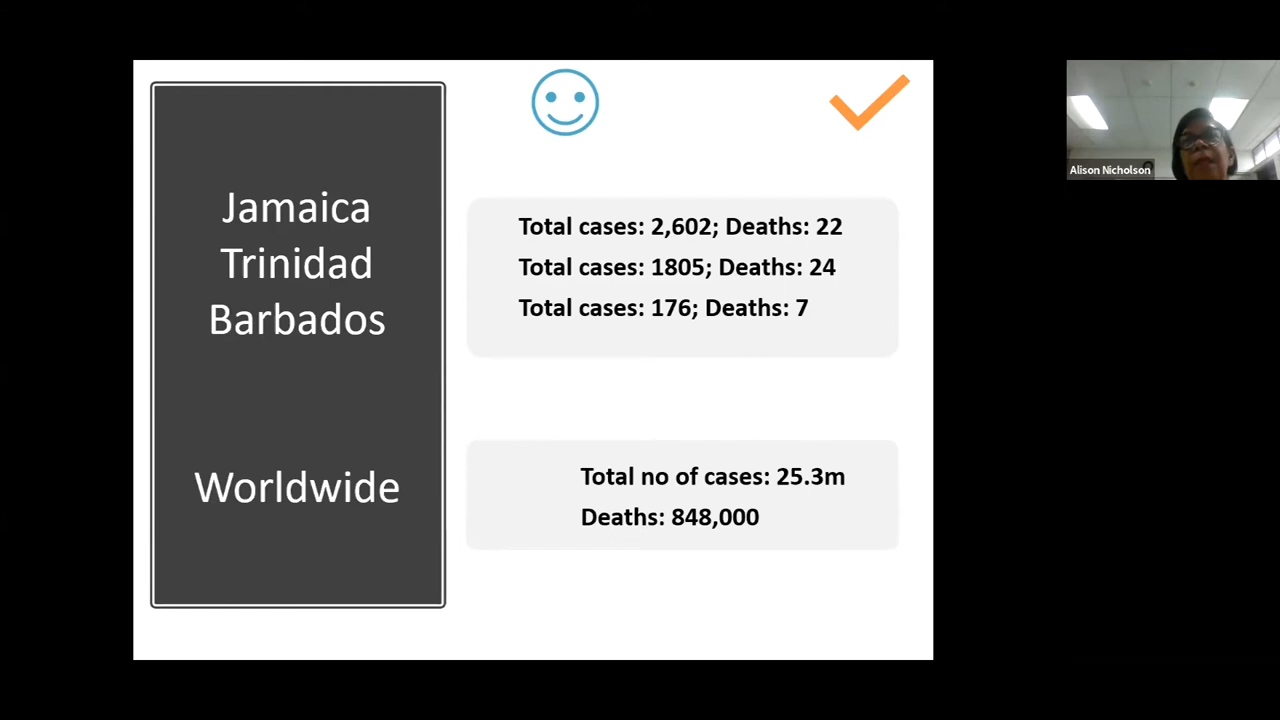 Jamaica
Trinidad
Barbados
Total cases: 2,602; Deaths: 22
Total cases: 1805; Deaths: 24
Total cases: 176; Deaths: 7
Worldwide
Total no of cases: 25.3m
Deaths: 848,000
Alison Nicholson